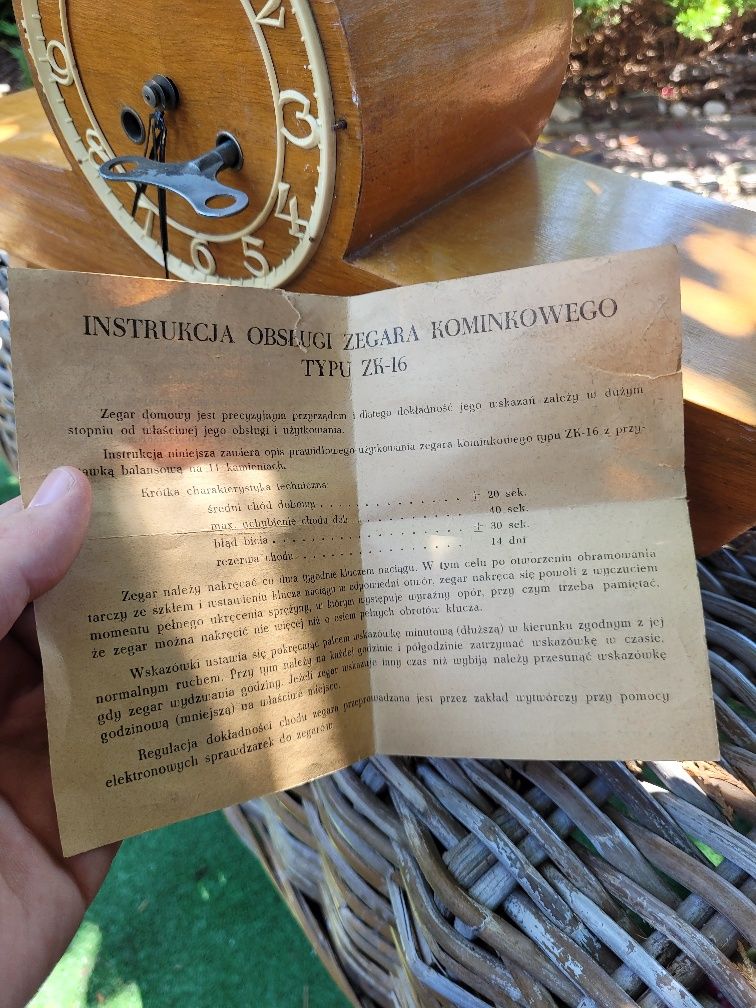 2
3
4
5
6
7
8
9
INSTRUKCJA OBSŁUGI ZEGARA KOMINKOWEGO
TYPU ZK-16
Zegar domowy jest precyzyjnym przyrządem i dlatego dokładność jego wskazań zależy w dużym
stopniu od właściwej jego obsługi i użytkowania.
Instrukcja niniejsza zawiera opis prawidłowego użytkowania zegara kominkowego typu ZK-16 z przy-
stawką balansową na 11 kamieniach.
Krótka charakterystyka techniczna
średni chód dobowy . . . . . . . . . . . ± 20 sek.
max. uchybienie chodu dob. . . . . . . . . . . 40 sek.
błąd bicia . . . . . . . . . . . . . ± 30 sek.
rezerwa chodu . . . . . . . . . . . . 14 dni
Zegar należy nakręcać co dwa tygodnie kluczem naciągu. W tym celu po otworzeniu obramowania
tarczy ze szkłem i wstawieniu klucza naciągu w odpowiedni otwór, zegar nakręca się powoli z wyczuciem
momentu pełnego ukręcenia sprężyny, w którym występuje wyraźny opór, przy czym trzeba pamiętać,
że zegar można nakręcić nie więcej niż o osiem pełnych obrotów klucza.
Wskazówki ustawia się pokręcając palcem wskazówkę minutową (dłuższą) w kierunku zgodnym z jej
normalnym ruchem. Przy tym należy na każdej godzinie i półgodzinie zatrzymać wskazówkę w czasie,
gdy zegar wydzwania godziny. Jeżeli zegar wskazuje inny czas niż wybija należy przesunąć wskazówkę
godzinową (mniejszą) na właściwe miejsce.
Regulacja dokładności chodu zegara przeprowadzana jest przez zakład wytwórczy przy pomocy
elektronowych sprawdzarek do zegarów